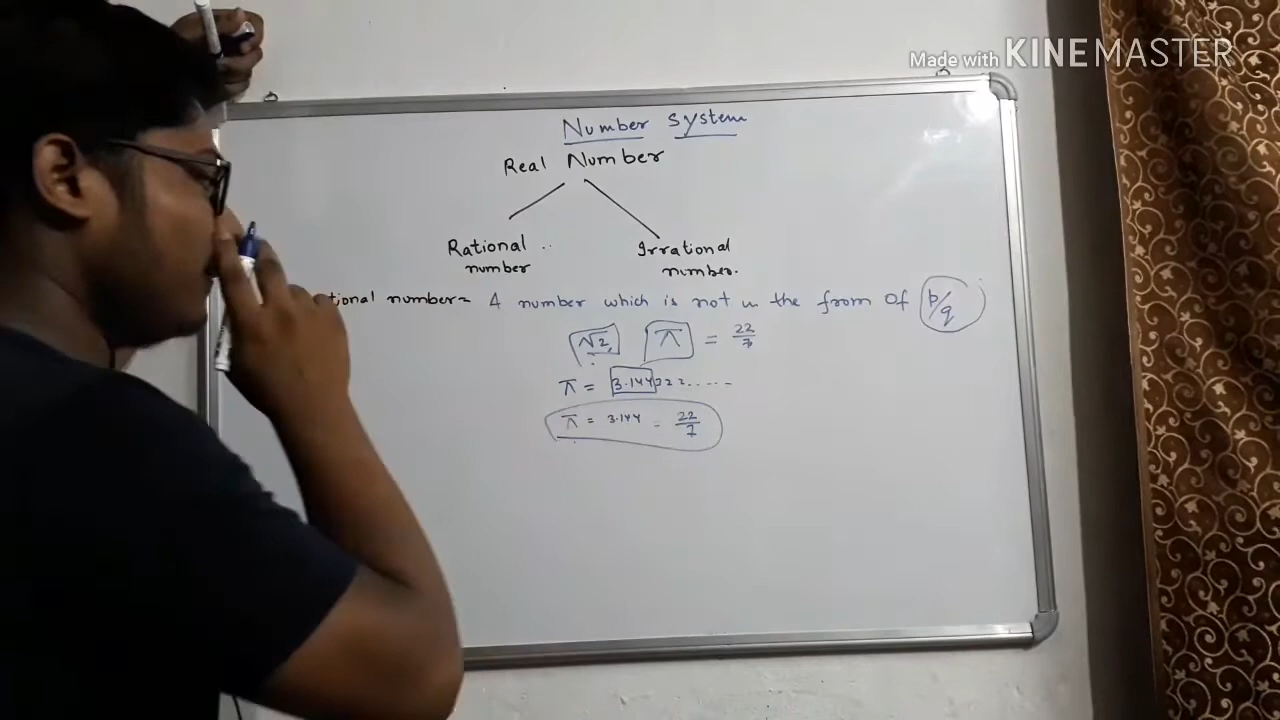 Made with KINEMASTER
Number System
Real Number
Rational .. Irrational
number number.
tional number = A number which is not in the from of p/q
√2, π = 22/7
π = 3.144222.....-
π = 3.144 = 22/7